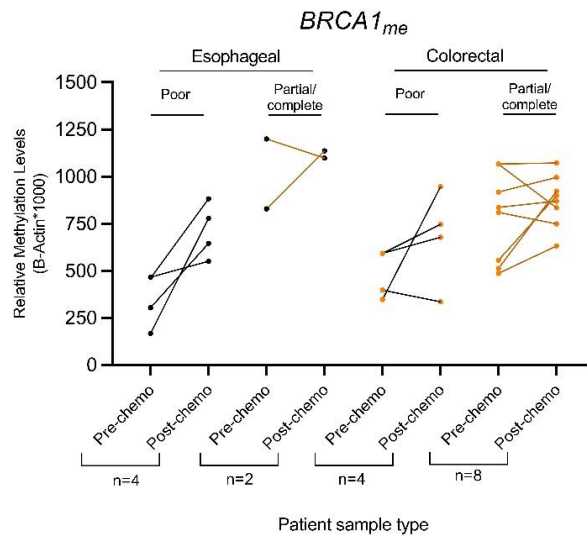 BRCA1me
Esophageal
Colorectal
Poor
Partial/
complete
Poor
Partial/
complete
Relative Methylation Levels
(B-Actin*1000)
1500
1250
1000
750
500
250
0
Pre-chemo
Post-chemo
Pre-chemo
Post-chemo
Pre-chemo
Post-chemo
Pre-chemo
Post-chemo
n=4
n=2
n=4
n=8
Patient sample type